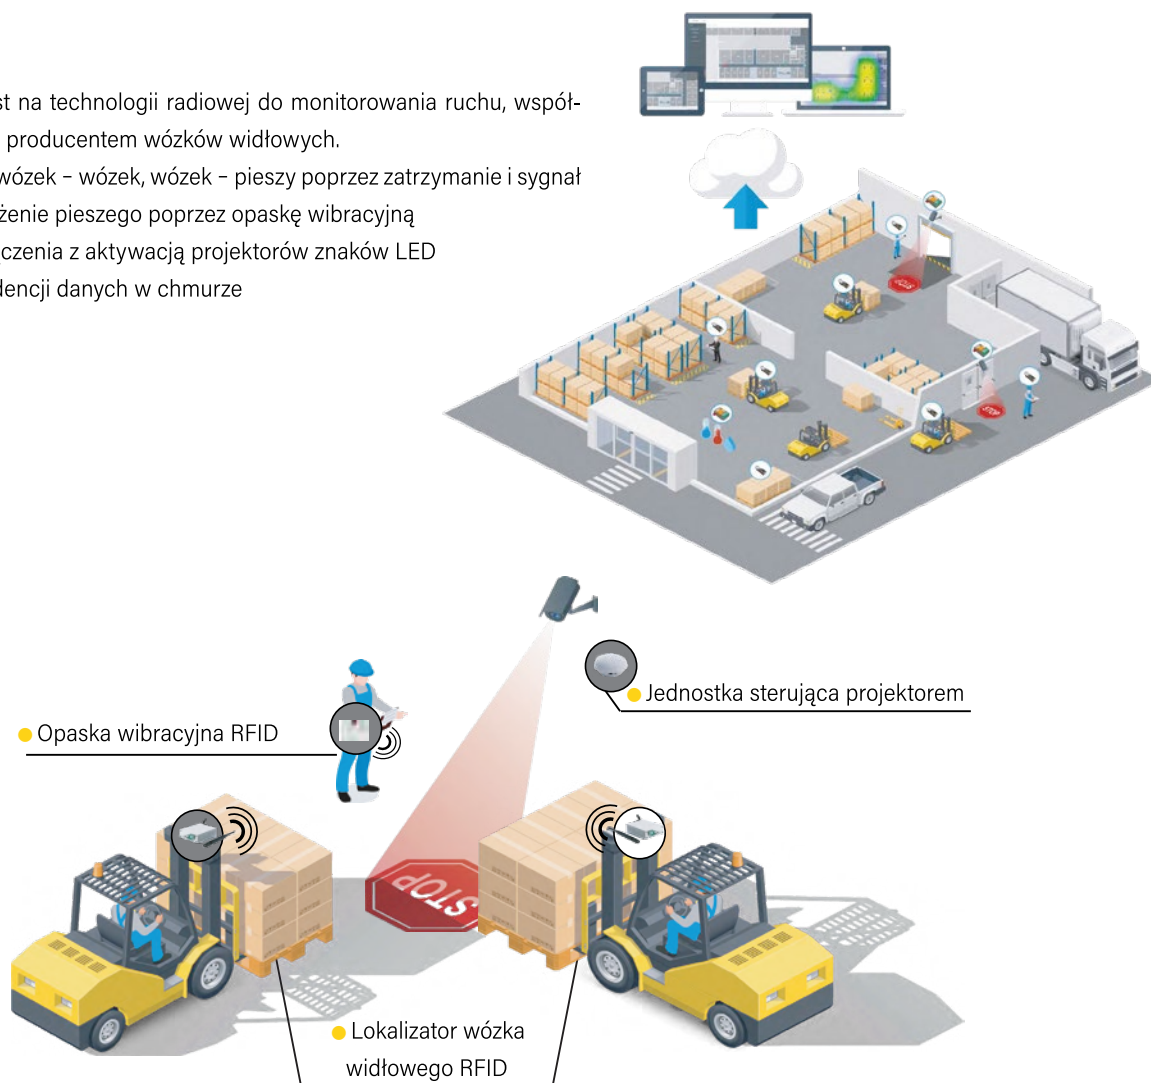 st na technologii radiowej do monitorowania ruchu, współ-
producentem wózków widłowych.
wózek – wózek, wózek – pieszy poprzez zatrzymanie i sygnał
żenie pieszego poprzez opaskę wibracyjną
czenia z aktywacją projektorów znaków LED
dencji danych w chmurze
STOP
STOP
Jednostka sterująca projektorem
Opaska wibracyjna RFID
STOP
Lokalizator wózka
widłowego RFID